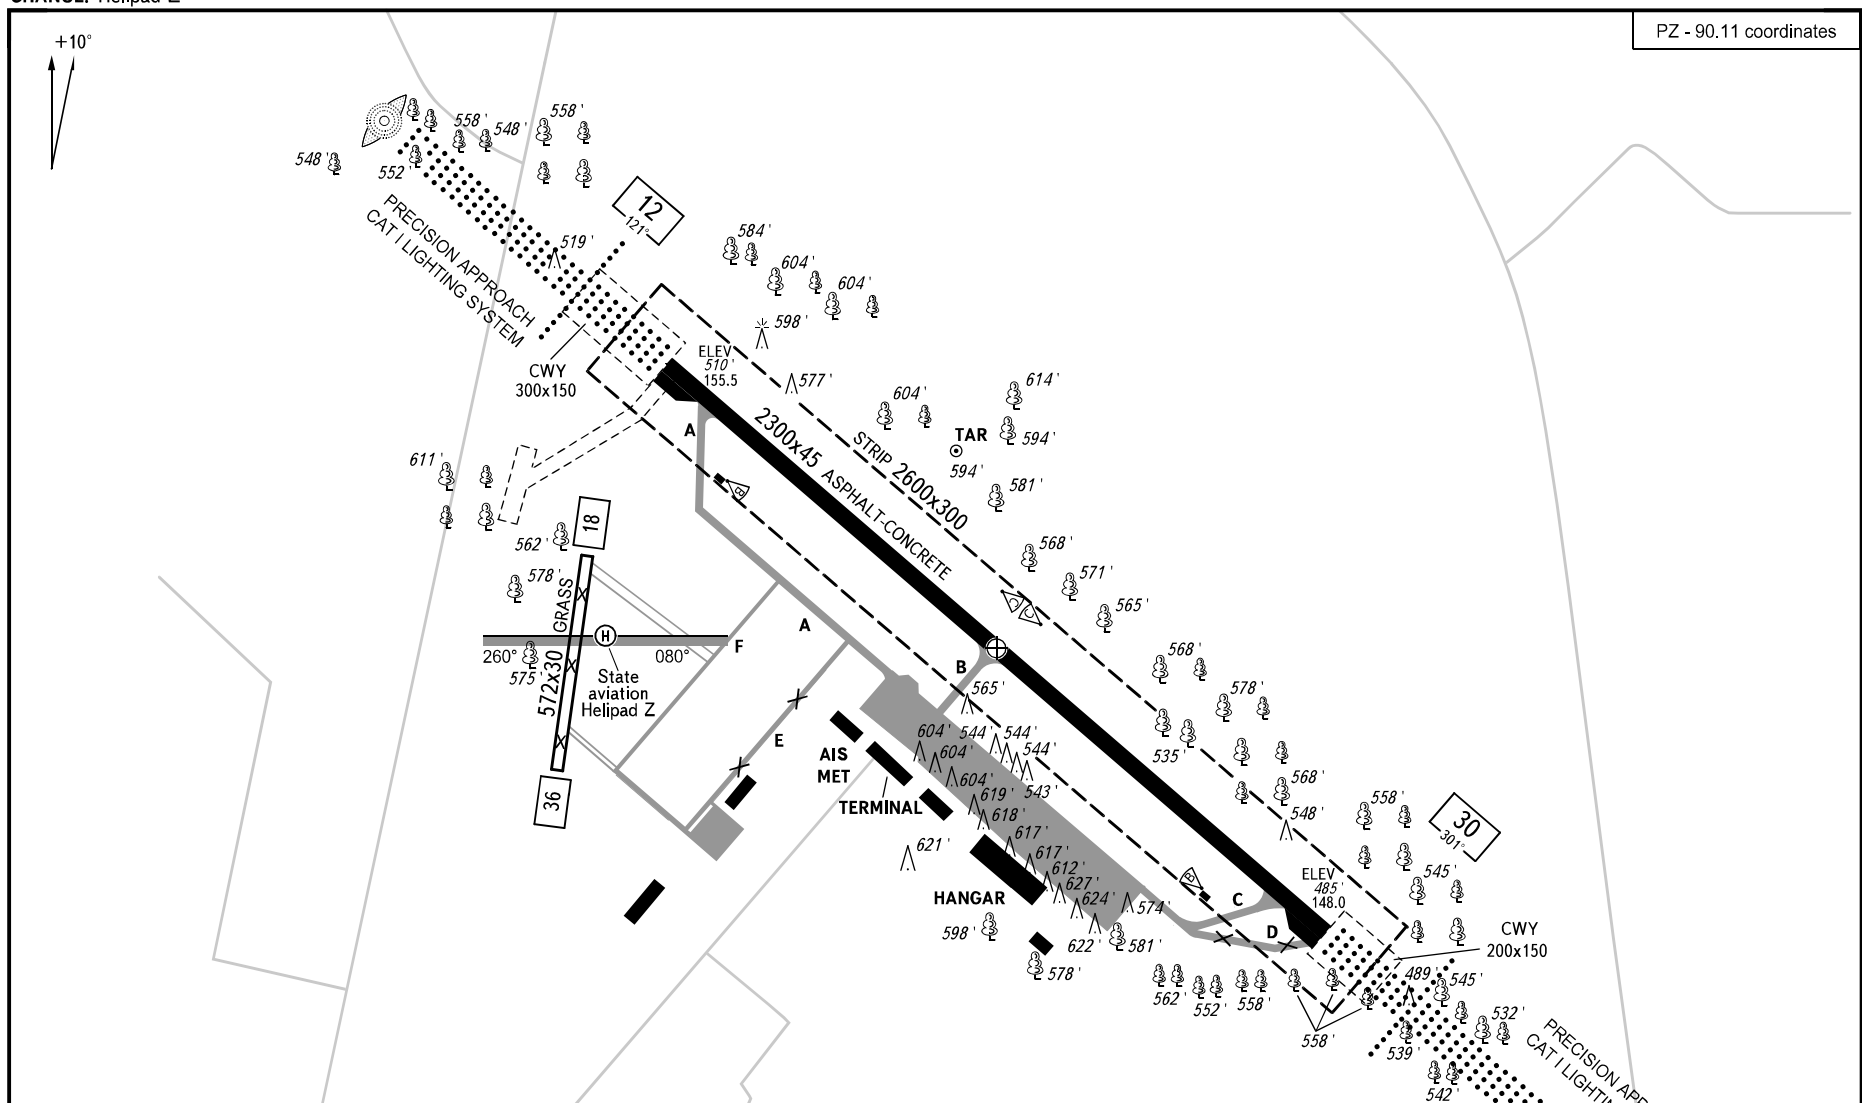 CHANGE: Helipad Z
PZ - 90.11 coordinates
+10°
558'
548'
558'
548'
552'
PRECISION APPROACH
CAT I LIGHTING SYSTEM
12
121°
519'
584'
604'
604'
598'
CWY
300x150
ELEV
510'
155.5
577'
604'
614'
594'
TAR
594'
581'
STRIP 2600x300
2300x45 ASPHALT-CONCRETE
A
B
611'
562'
18
578'
GRASS
572x30
36
260°
080°
575'
H
State
aviation
Helipad Z
F
A
E
568'
571'
565'
C
C
B
565'
568'
578'
535'
568'
548'
558'
30
301°
545'
AIS
MET
TERMINAL
604'
604'
604'
544'
544'
544'
543'
619'
618'
617'
617'
612'
627'
624'
622'
574'
581'
621'
HANGAR
598'
578'
B
C
D
ELEV
485'
148.0
CWY
200x150
489'
545'
532'
562'
552'
558'
558'
539'
542'
PRECISION APP
CAT I LIGHTIN